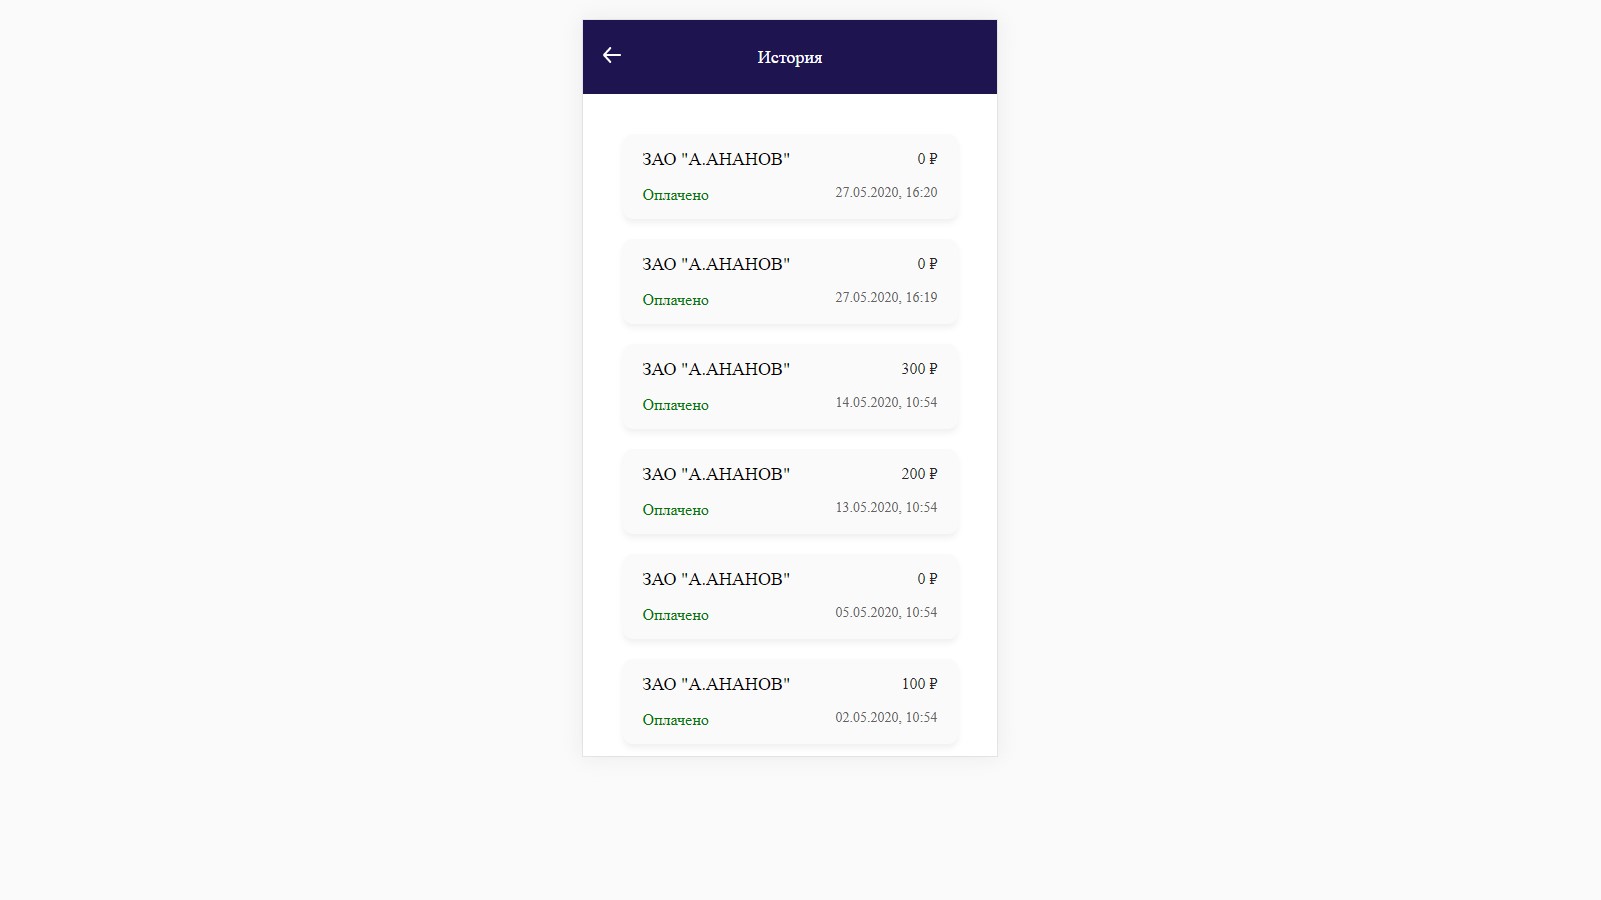 История
ЗАО "А.АНАНОВ" 0 ₽
Оплачено 27.05.2020, 16:20
ЗАО "А.АНАНОВ" 0 ₽
Оплачено 27.05.2020, 16:19
ЗАО "А.АНАНОВ" 300 ₽
Оплачено 14.05.2020, 10:54
ЗАО "А.АНАНОВ" 200 ₽
Оплачено 13.05.2020, 10:54
ЗАО "А.АНАНОВ" 0 ₽
Оплачено 05.05.2020, 10:54
ЗАО "А.АНАНОВ" 100 ₽
Оплачено 02.05.2020, 10:54